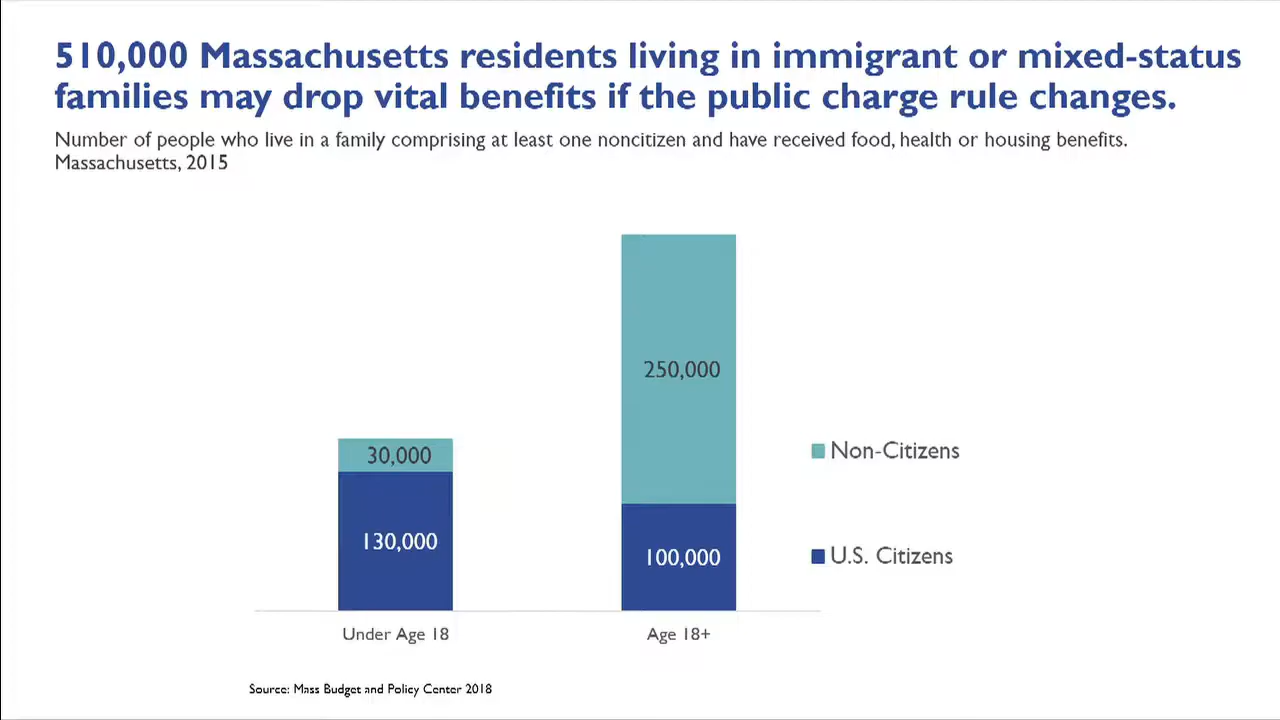 510,000 Massachusetts residents living in immigrant or mixed-status
families may drop vital benefits if the public charge rule changes.
Number of people who live in a family comprising at least one noncitizen and have received food, health or housing benefits.
Massachusetts, 2015
250,000
30,000
130,000
100,000
Non-Citizens
U.S. Citizens
Under Age 18
Age 18+
Source: Mass Budget and Policy Center 2018